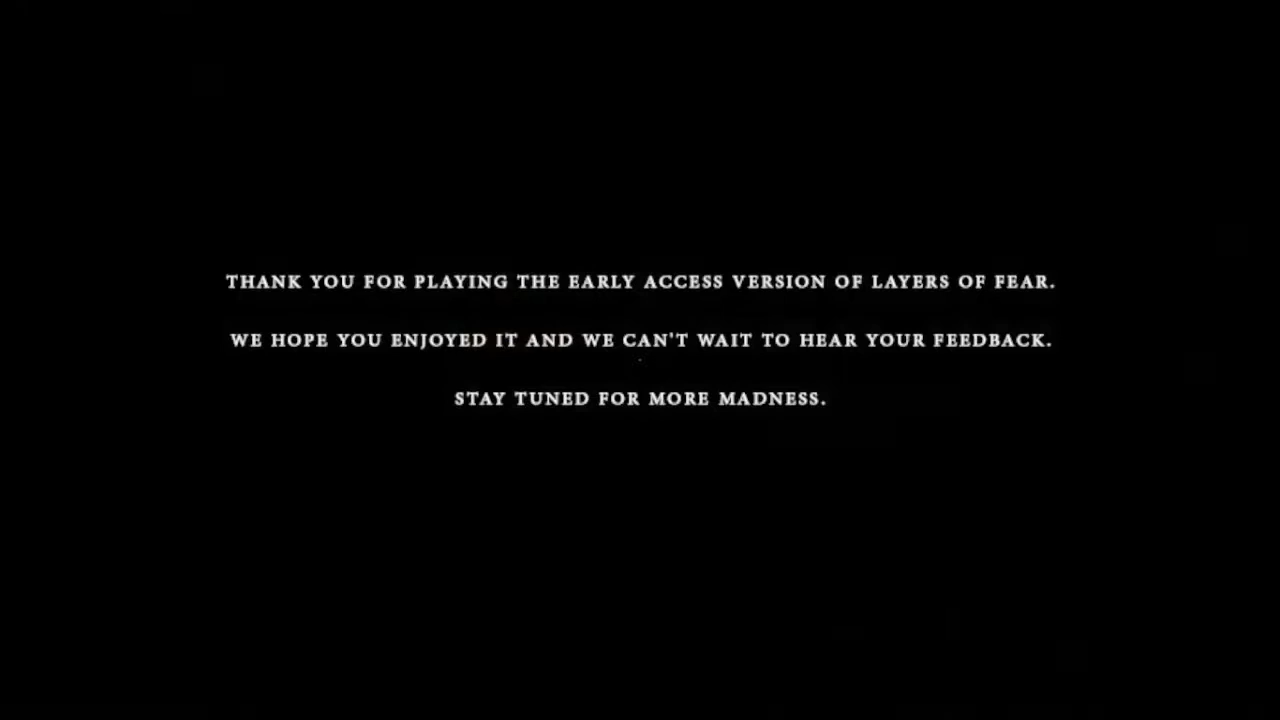 THANK YOU FOR PLAYING THE EARLY ACCESS VERSION OF LAYERS OF FEAR.
WE HOPE YOU ENJOYED IT AND WE CAN'T WAIT TO HEAR YOUR FEEDBACK.
STAY TUNED FOR MORE MADNESS.